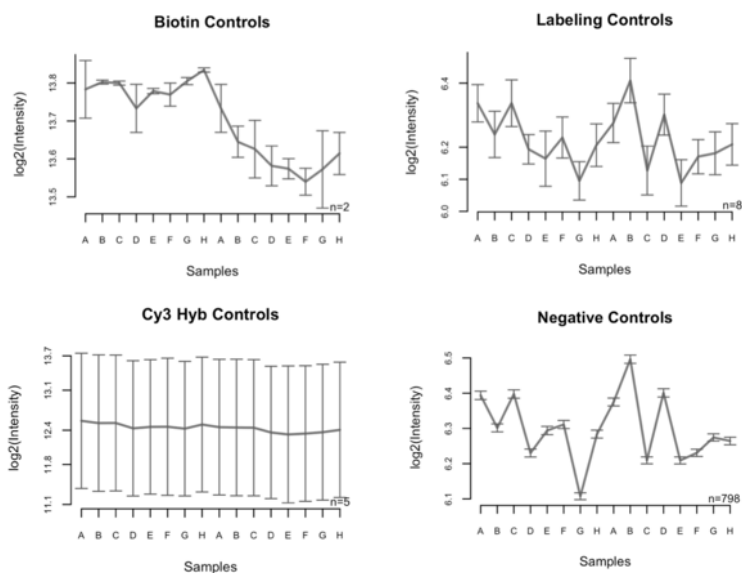 Biotin Controls
log2(Intensity)
13.8
13.7
13.6
13.5
n=2
A B C D E F G H A B C D E F G H
Samples
Labeling Controls
log2(Intensity)
6.4
6.2
6.1
6.0
n=8
A B C D E F G H A B C D E F G H
Samples
Cy3 Hyb Controls
log2(Intensity)
13.7
13.1
12.4
11.8
11.1
n=5
A B C D E F G H A B C D E F G H
Samples
Negative Controls
log2(Intensity)
6.5
6.4
6.3
6.2
6.1
n=798
A B C D E F G H A B C D E F G H
Samples